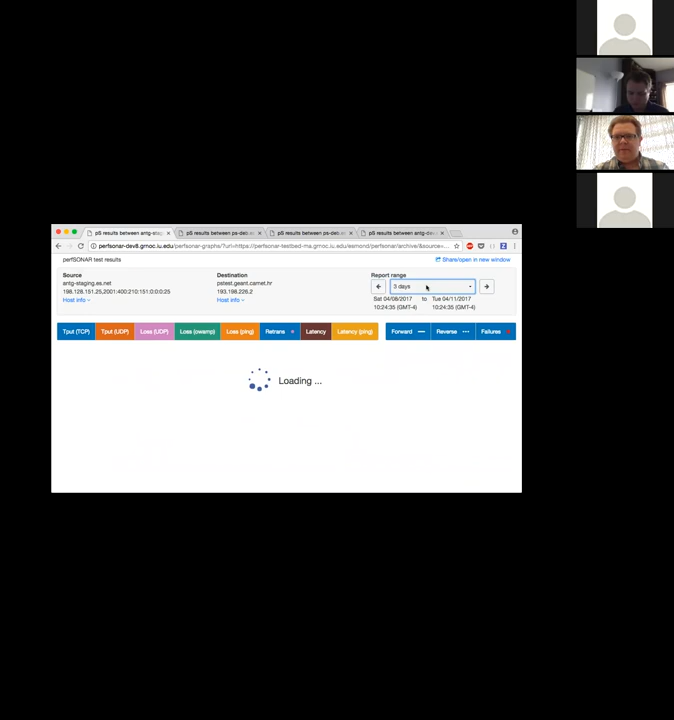 pS results between antg-stag
pS results between ps-deb.es
pS results between ps-deb.es
pS results between antg-dev
perfsonar-dev8.grnoc.iu.edu/perfsonar-graphs/?url=https://perfsonar-testbed-ma.grnoc.iu.edu/esmond/perfsonar/archive/&source=...
perfSONAR test results
Share/open in new window
Source
antg-staging.es.net
198.128.151.25,2001:400:210:151:0:0:0:25
Host info
Destination
pstest.geant.carnet.hr
193.198.226.2
Host info
Report range
3 days
Sat 04/08/2017 to Tue 04/11/2017
10:24:35 (GMT-4) 10:24:35 (GMT-4)
Tput (TCP) Tput (UDP) Loss (UDP) Loss (owamp) Loss (ping) Retrans Latency Latency (ping) Forward Reverse Failures
Loading ...